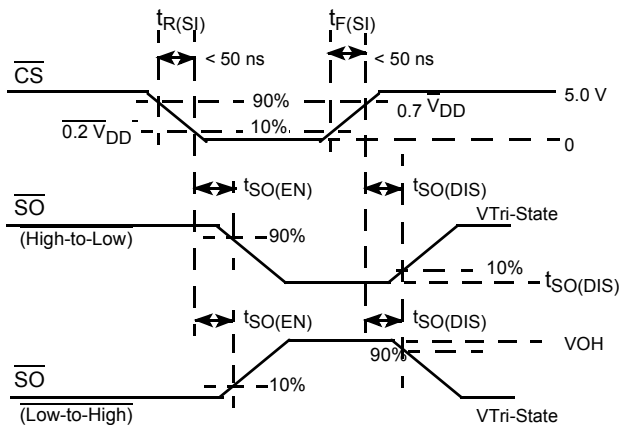 tR(SI) tF(SI)
< 50 ns < 50 ns
CS
90% 0.7 VDD 5.0 V
0.2 VDD 10% 0
tSO(EN) tSO(DIS)
SO VTri-State
(High-to-Low) 90%
10%
tSO(DIS)
tSO(EN) tSO(DIS)
VOH
90%
SO 10%
(Low-to-High) VTri-State